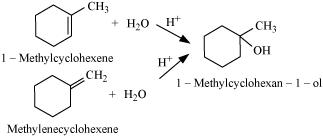 CH₃
+ H₂O
H⁺
1 – Methylcyclohexene
CH₃
OH
1 – Methylcyclohexan – 1 – ol
CH₂
+ H₂O
H⁺
Methylenecyclohexene